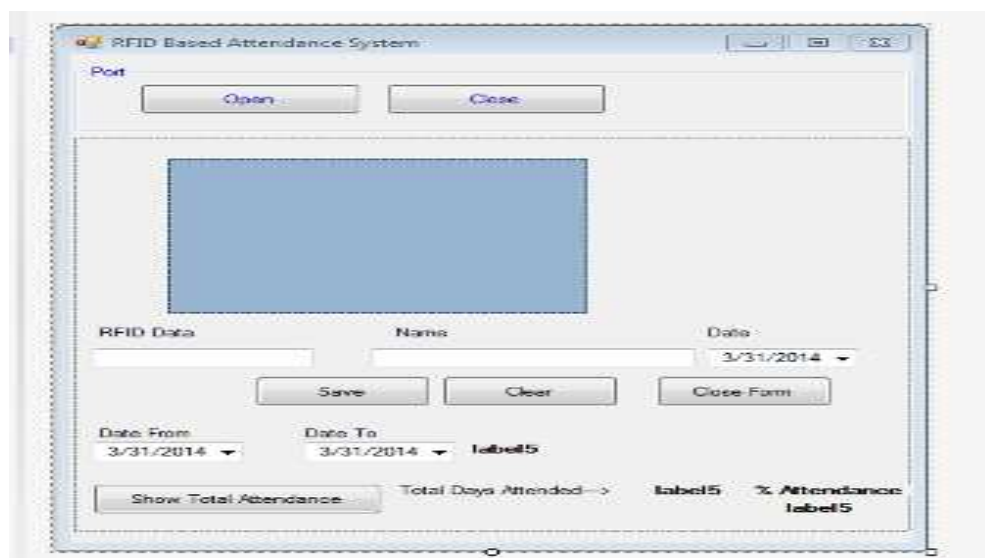 RFID Based Attendance System
Port
Open Close
RFID Data Name Date
3/31/2014
Save Clear Close Form
Date From Date To
3/31/2014 3/31/2014 label5
Show Total Attendance Total Days Attended--> label5 % Attendance
label5